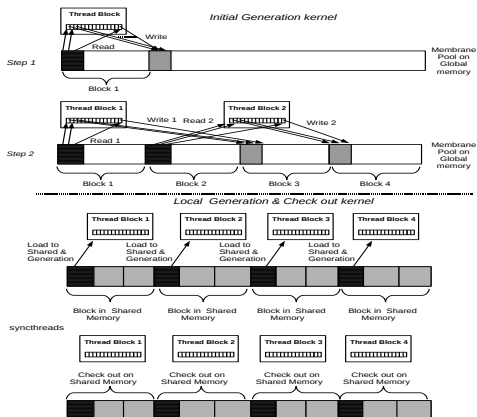 Initial Generation kernel
Thread Block
Write
Read
Step 1
Membrane
Pool on
Global
memory
Block 1
Thread Block 1
Thread Block 2
Write 1
Read 2
Write 2
Read 1
Step 2
Membrane
Pool on
Global
memory
Block 1
Block 2
Block 3
Block 4
Local Generation & Check out kernel
Thread Block 1
Thread Block 2
Thread Block 3
Thread Block 4
Load to
Shared &
Generation
Load to
Shared &
Generation
Load to
Shared &
Generation
Load to
Shared &
Generation
Block in Shared
Memory
Block in Shared
Memory
Block in Shared
Memory
Block in Shared
Memory
syncthreads
Thread Block 1
Thread Block 2
Thread Block 3
Thread Block 4
Check out on
Shared Memory
Check out on
Shared Memory
Check out on
Shared Memory
Check out on
Shared Memory